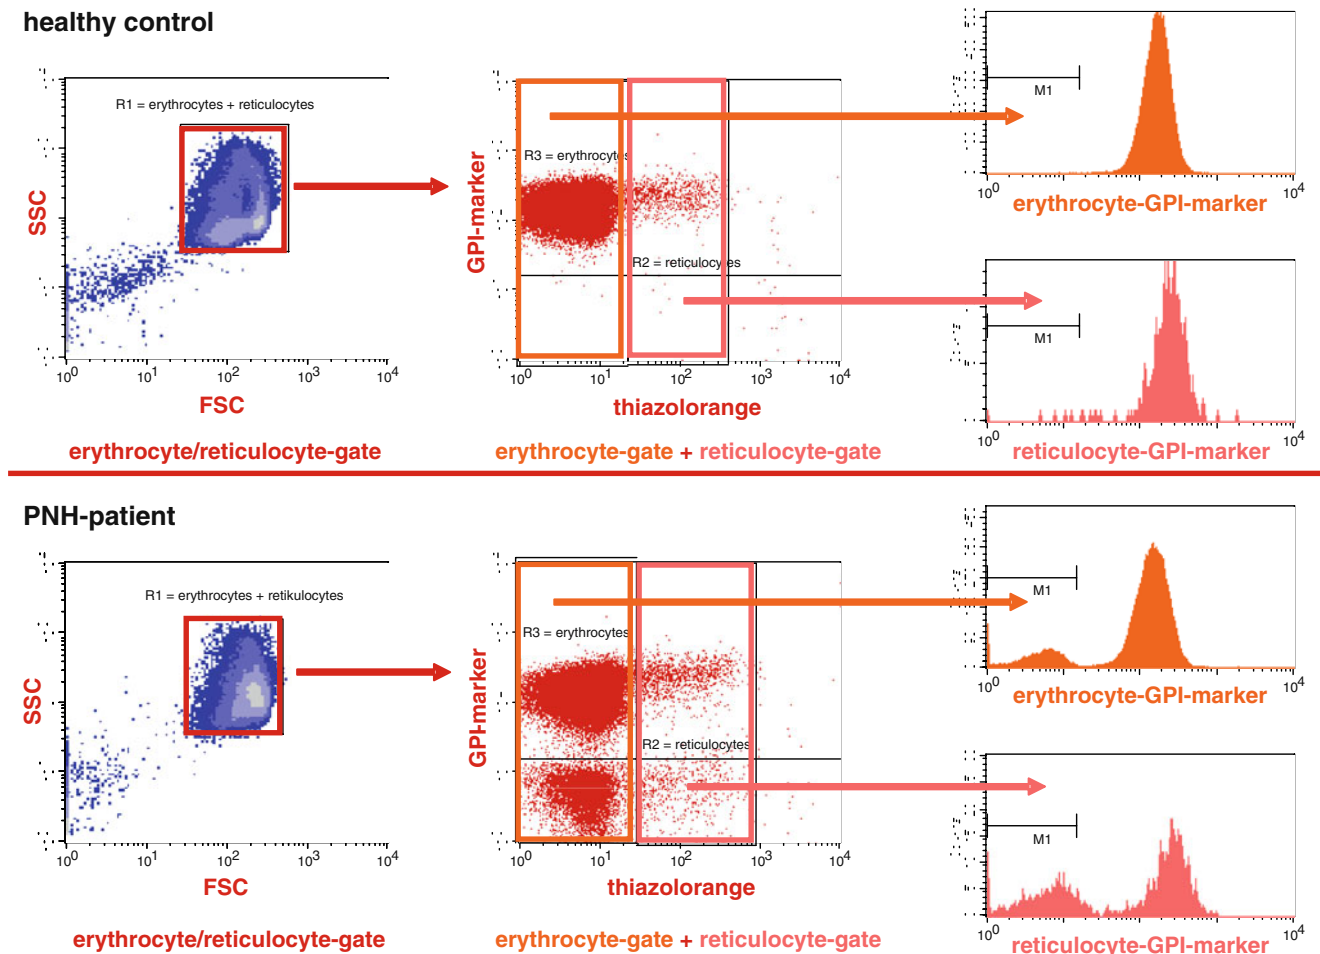 healthy control
R1 = erythrocytes + reticulocytes
SSC
10^0 10^1 10^2 10^3 10^4
FSC
erythrocyte/reticulocyte-gate
R3 = erythrocytes
R2 = reticulocytes
GPI-marker
10^0 10^1 10^2 10^3 10^4
thiazolorange
erythrocyte-gate + reticulocyte-gate
M1
10^0 10^4
erythrocyte-GPI-marker
M1
10^0 10^4
reticulocyte-GPI-marker
PNH-patient
R1 = erythrocytes + retikulocytes
SSC
10^0 10^1 10^2 10^3 10^4
FSC
erythrocyte/reticulocyte-gate
R3 = erythrocytes
R2 = reticulocytes
GPI-marker
10^0 10^1 10^2 10^3 10^4
thiazolorange
erythrocyte-gate + reticulocyte-gate
M1
10^0 10^4
erythrocyte-GPI-marker
M1
10^0 10^4
reticulocyte-GPI-marker